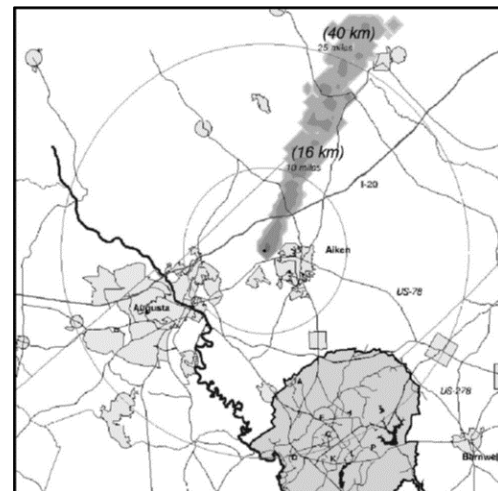 (40 km)
25 miles
(16 km)
10 miles
I-20
Aiken
US-78
Augusta
US-278
A
Barnwell
D
K